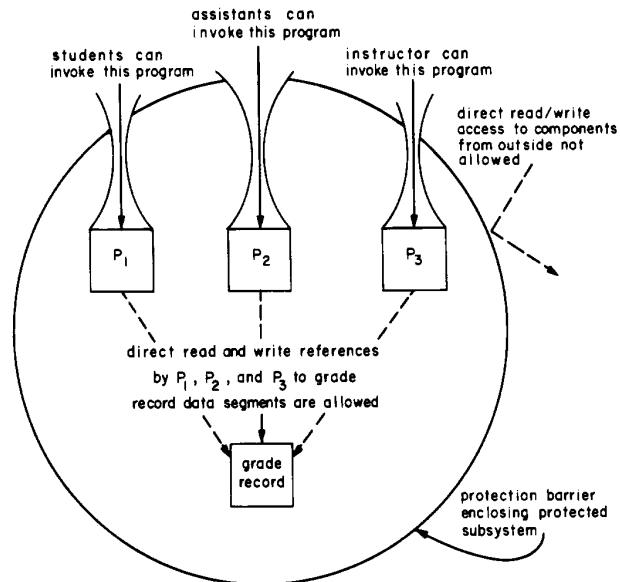 assistants can
invoke this program
students can
invoke this program
instructor can
invoke this program
direct read/write
access to components
from outside not
allowed
P1
P2
P3
direct read and write references
by P1, P2, and P3 to grade
record data segments are allowed
grade
record
protection barrier
enclosing protected
subsystem